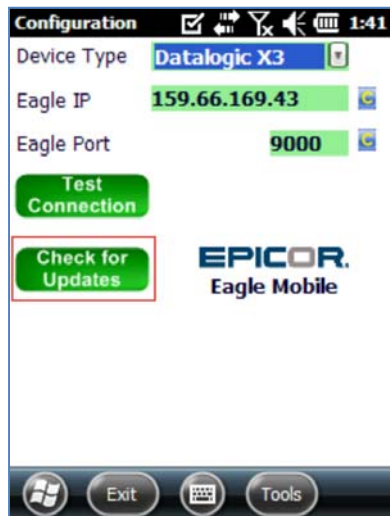 Configuration 1:41
Device Type Datalogic X3
Eagle IP 159.66.169.43 G
Eagle Port 9000 G
Test
Connection
Check for
Updates
EPICOR.
Eagle Mobile
Exit Tools